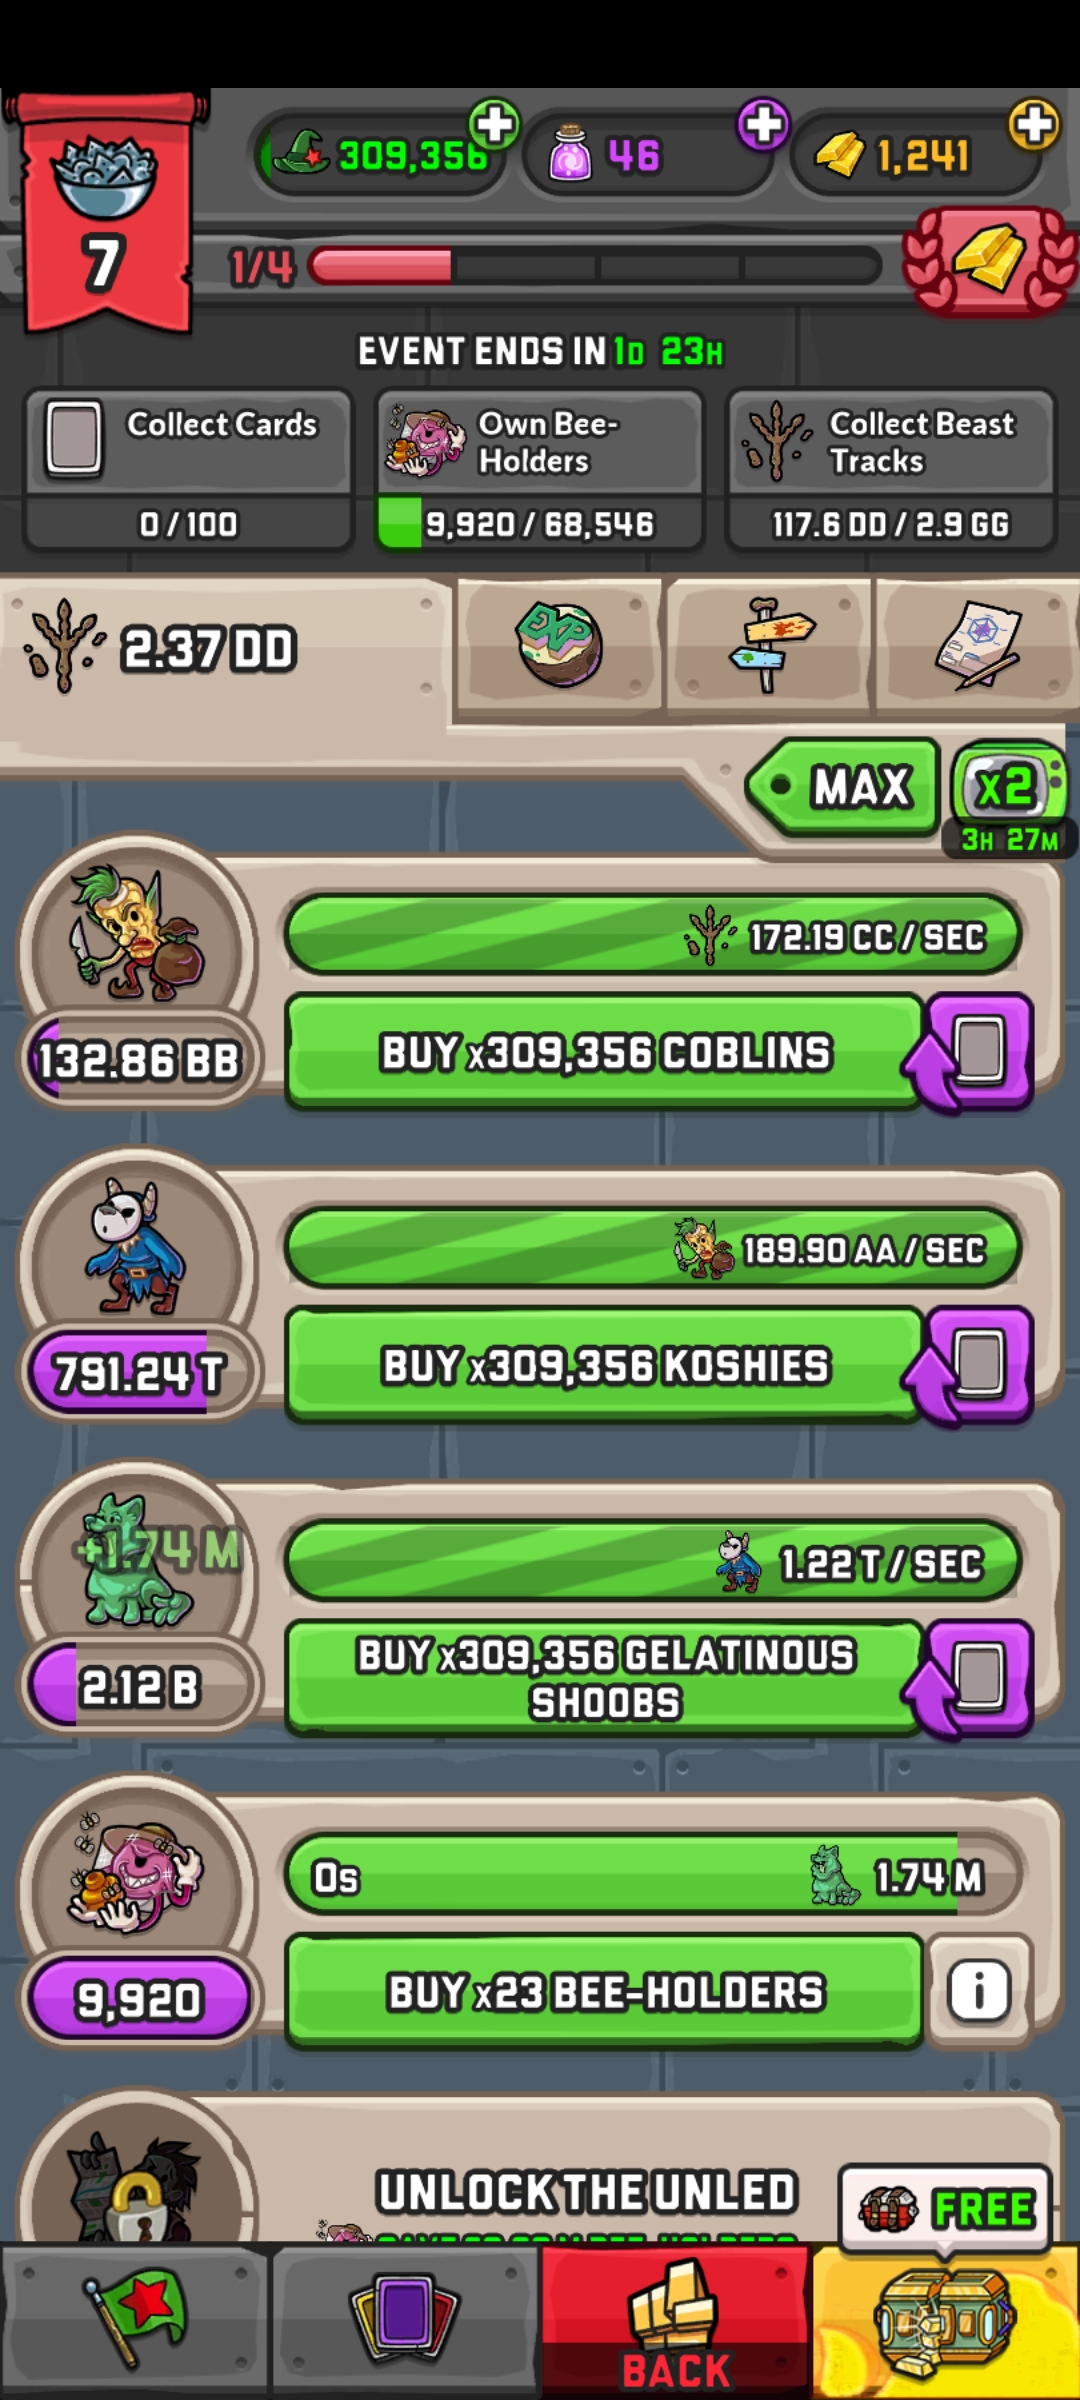 309,356
46
1,241
7
1/4
EVENT ENDS IN 1D 23H
Collect Cards
0 / 100
Own Bee-
Holders
9,920 / 68,546
Collect Beast
Tracks
117.6 DD / 2.9 GG
2.37 DD
EXP
MAX
x2
3H 27M
172.19 CC / SEC
132.86 BB
BUY x309,356 COBLINS
189.90 AA / SEC
791.24 T
BUY x309,356 KOSHIES
+1.74 M
1.22 T / SEC
2.12 B
BUY x309,356 GELATINOUS
SHOOBS
0s
1.74 M
9,920
BUY x23 BEE-HOLDERS
i
UNLOCK THE UNLED
FREE
BACK